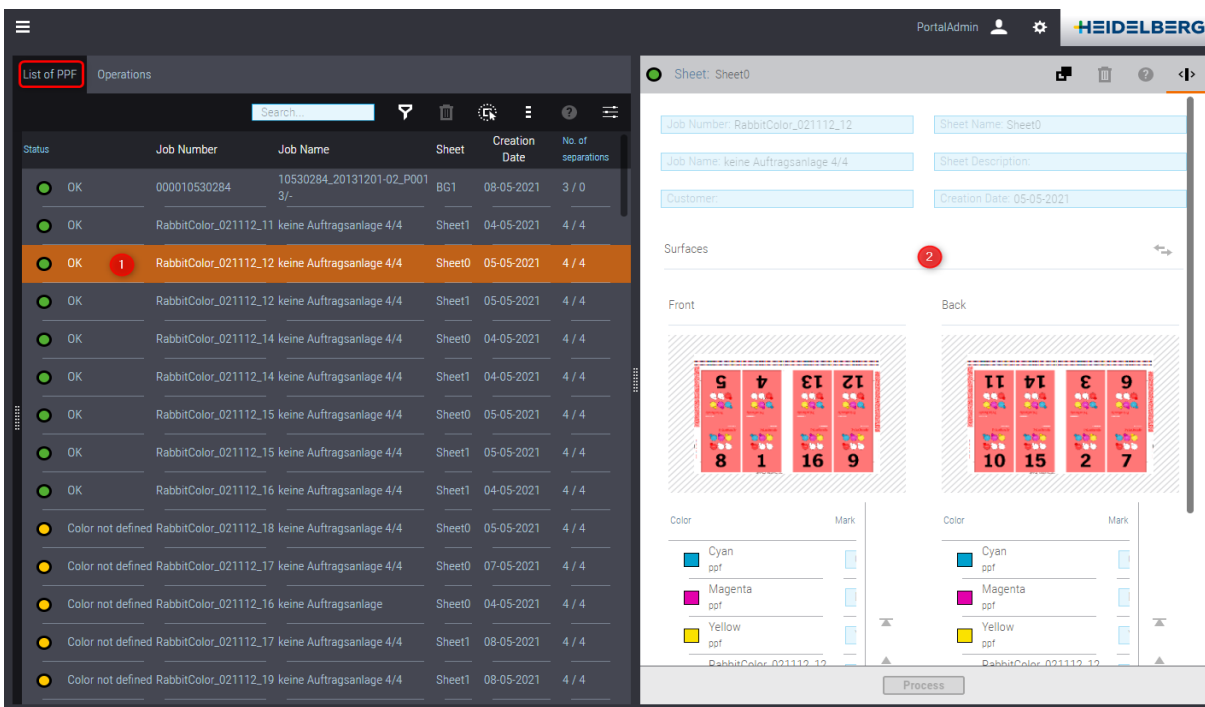 PortalAdmin
HEIDELBERG
List of PPF Operations
Search...
Status Job Number Job Name Sheet Creation Date No. of separations
OK 000010530284 10530284_20131201-02_P0013/- BG1 08-05-2021 3 / 0
OK RabbitColor_021112_11 keine Auftragsanlage 4/4 Sheet1 04-05-2021 4 / 4
OK 1 RabbitColor_021112_12 keine Auftragsanlage 4/4 Sheet0 05-05-2021 4 / 4
OK RabbitColor_021112_12 keine Auftragsanlage 4/4 Sheet1 05-05-2021 4 / 4
OK RabbitColor_021112_14 keine Auftragsanlage 4/4 Sheet0 04-05-2021 4 / 4
OK RabbitColor_021112_14 keine Auftragsanlage 4/4 Sheet1 04-05-2021 4 / 4
OK RabbitColor_021112_15 keine Auftragsanlage 4/4 Sheet0 05-05-2021 4 / 4
OK RabbitColor_021112_15 keine Auftragsanlage 4/4 Sheet1 05-05-2021 4 / 4
OK RabbitColor_021112_16 keine Auftragsanlage 4/4 Sheet1 04-05-2021 4 / 4
Color not defined RabbitColor_021112_18 keine Auftragsanlage 4/4 Sheet0 05-05-2021 4 / 4
Color not defined RabbitColor_021112_17 keine Auftragsanlage 4/4 Sheet0 07-05-2021 4 / 4
Color not defined RabbitColor_021112_16 keine Auftragsanlage Sheet0 04-05-2021 4 / 4
Color not defined RabbitColor_021112_17 keine Auftragsanlage 4/4 Sheet1 08-05-2021 4 / 4
Color not defined RabbitColor_021112_19 keine Auftragsanlage 4/4 Sheet1 08-05-2021 4 / 4
Sheet: Sheet0
Job Number: RabbitColor_021112_12 Sheet Name: Sheet0
Job Name: keine Auftragsanlage 4/4 Sheet Description:
Customer: Creation Date: 05-05-2021
Surfaces
2
Front Back
5 4 13 12 11 14 3 6
8 1 16 9 10 15 2 7
Color Mark Color Mark
Cyan Cyan
ppf ppf
Magenta Magenta
ppf ppf
Yellow Yellow
ppf ppf
RabbitColor_021112_12 RabbitColor_021112_12
Process